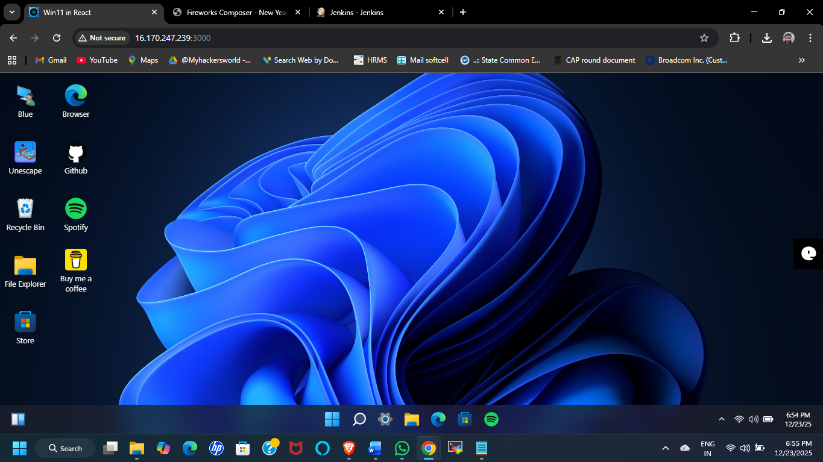 Win11 in React
Fireworks Composer - New Yea
Jenkins - Jenkins
Not secure
16.170.247.239:3000
Gmail
YouTube
Maps
@Myhackersworld -...
Search Web by Do...
HRMS
Mail softcell
State Common E...
CAP round document
Broadcom Inc. (Cust...
Blue
Browser
Unescape
Github
Recycle Bin
Spotify
File Explorer
Buy me a
coffee
Store
6:54 PM
12/23/25
Search
ENG
IN
6:55 PM
12/23/2025